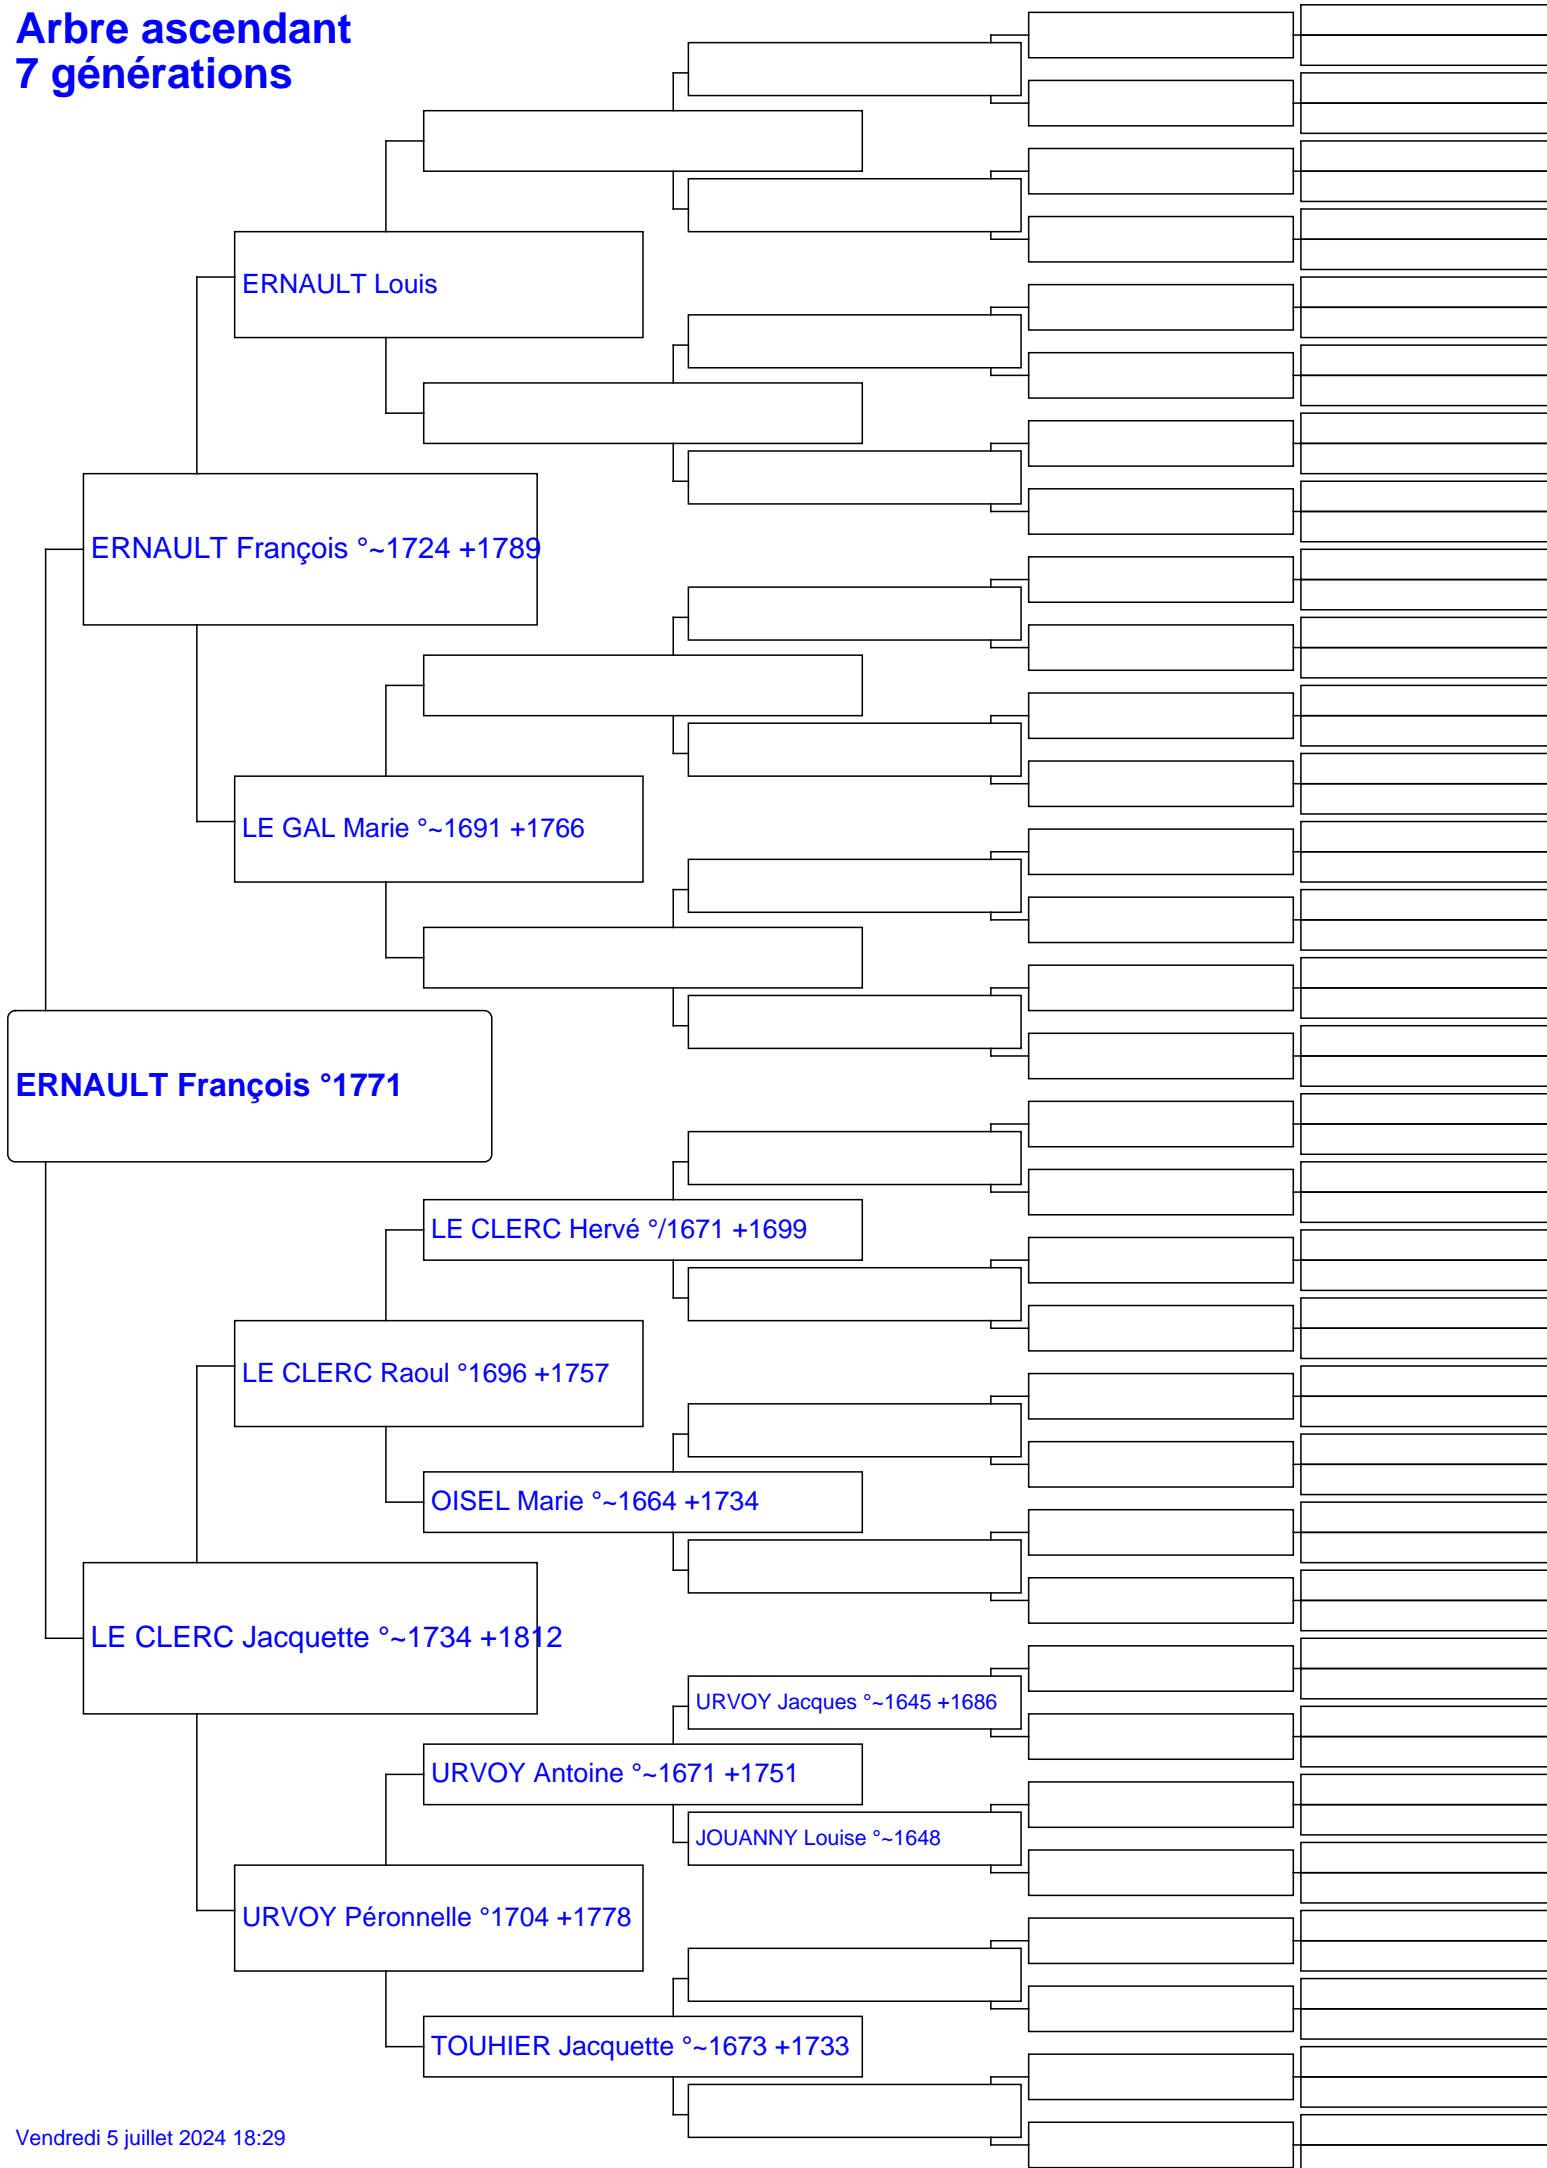 Arbre ascendant
7 générations
ERNAULT Louis
ERNAULT François °~1724 +1789
LE GAL Marie °~1691 +1766
ERNAULT François °1771
LE CLERC Hervé °/1671 +1699
LE CLERC Raoul °1696 +1757
OISEL Marie °~1664 +1734
LE CLERC Jacquette °~1734 +1812
URVOY Jacques °~1645 +1686
URVOY Antoine °~1671 +1751
JOUANNY Louise °~1648
URVOY Péronnelle °1704 +1778
TOUHIER Jacquette °~1673 +1733
Vendredi 5 juillet 2024 18:29